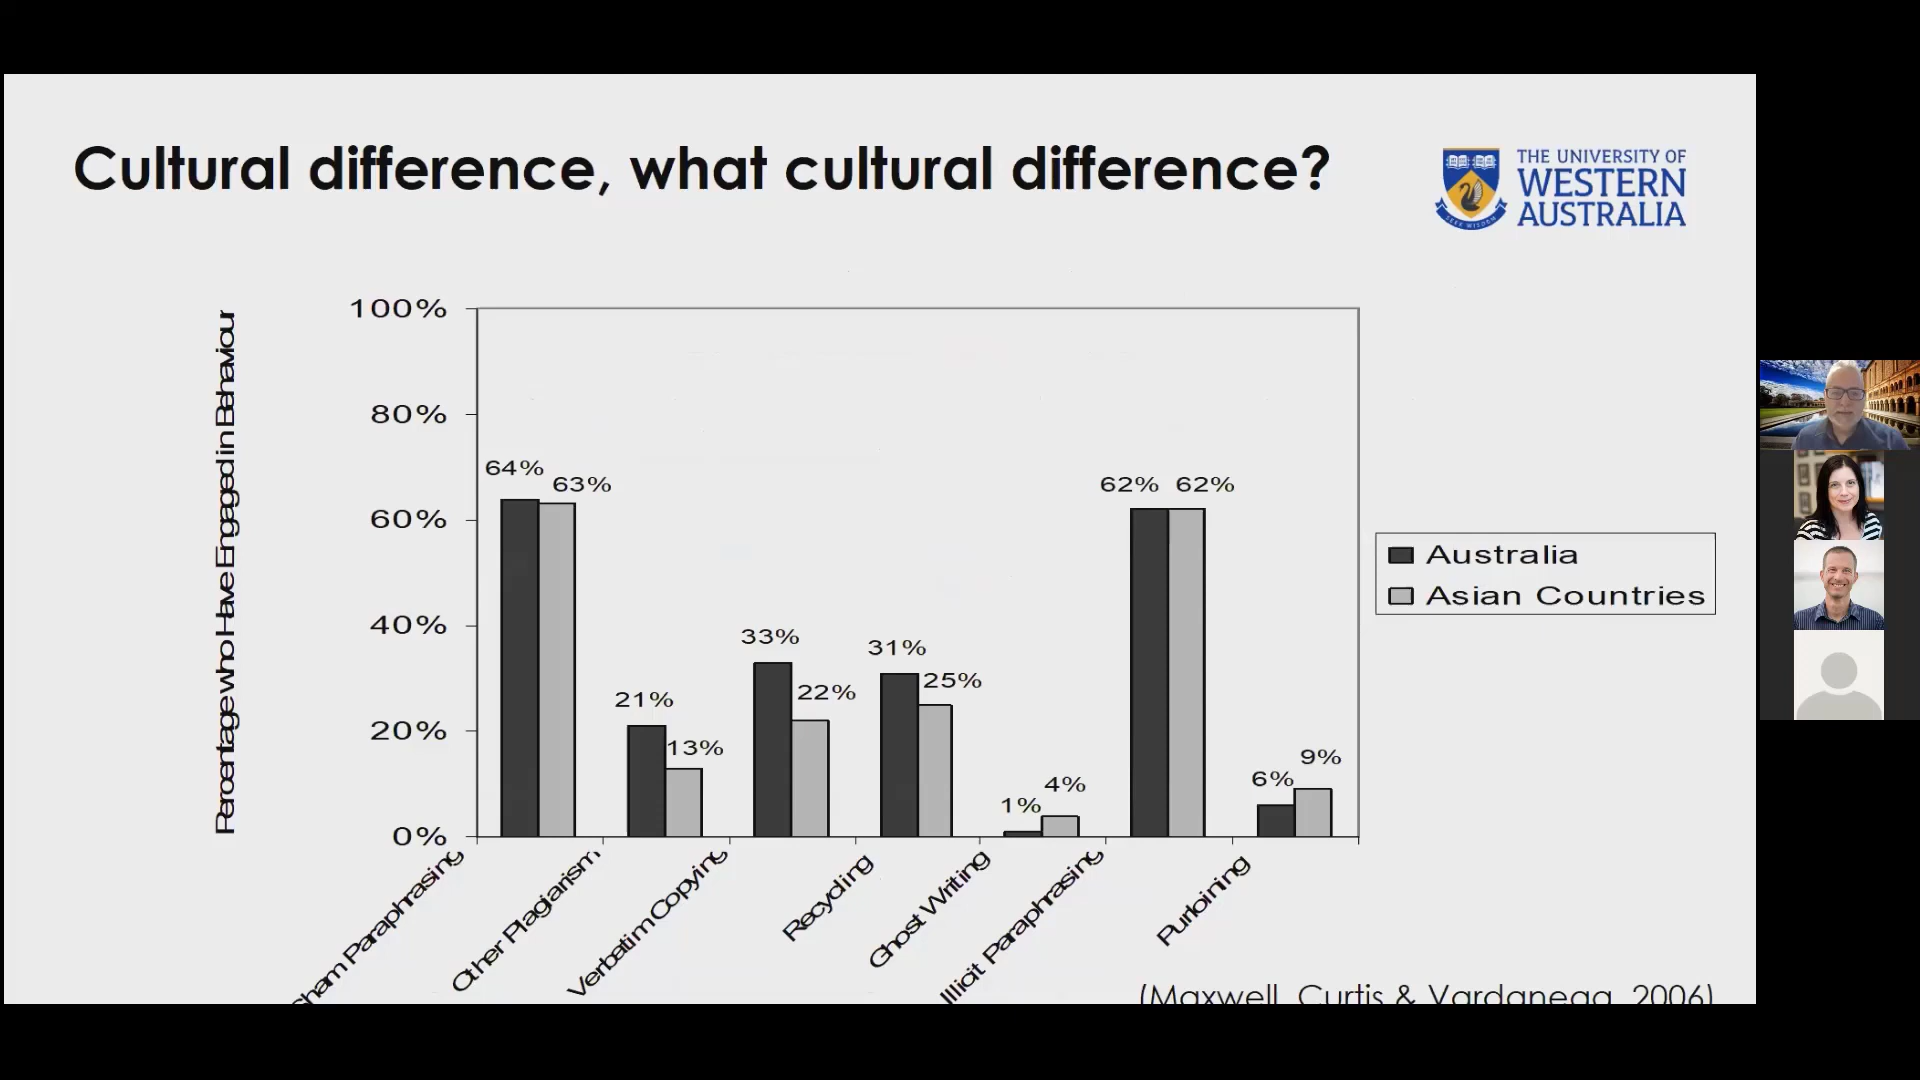 Cultural difference, what cultural difference?
THE UNIVERSITY OF
WESTERN
AUSTRALIA
SEEK WISDOM
Percentage who Have Engaged in Behaviour
100%
80%
60%
40%
20%
0%
64%
63%
21%
13%
33%
22%
31%
25%
1%
4%
62%
62%
6%
9%
Sham Paraphrasing
Other Plagiarism
Verbatim Copying
Recycling
Ghost Writing
Illicit Paraphrasing
Purloining
Australia
Asian Countries
(Maxwell, Curtis & Vardanega, 2006)